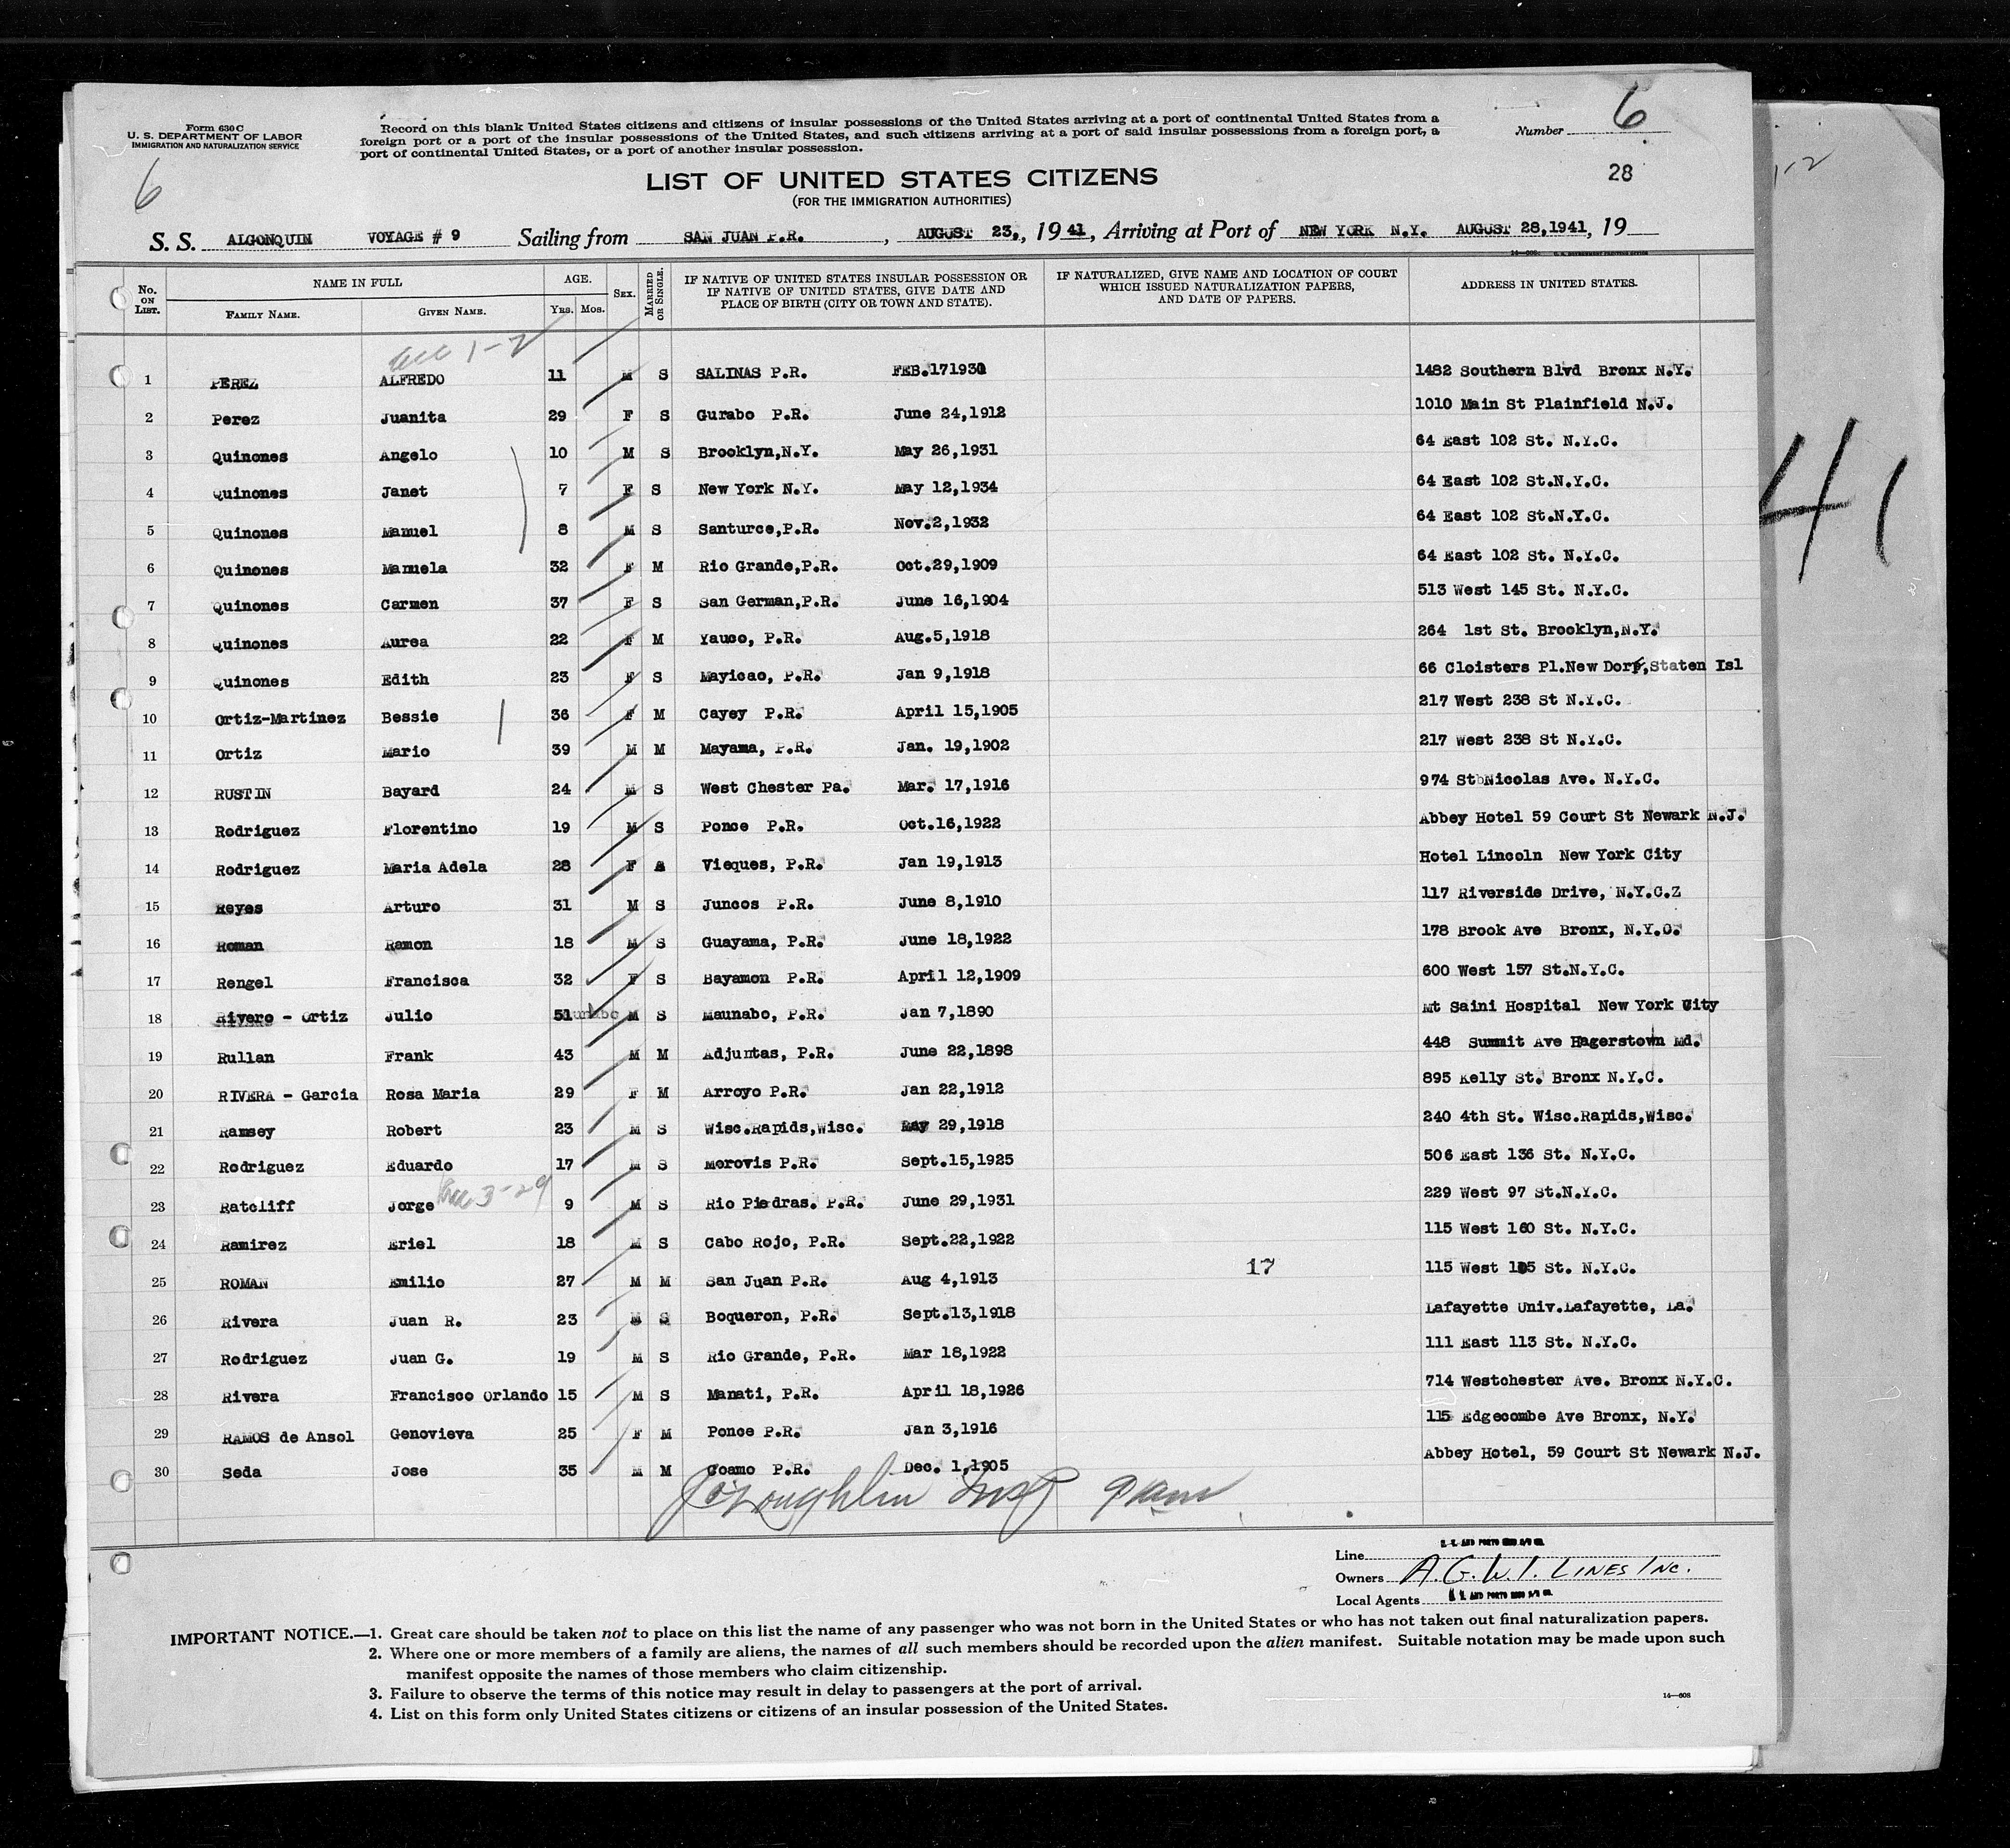 Form 630 C
U. S. DEPARTMENT OF LABOR
IMMIGRATION AND NATURALIZATION SERVICE
6
Record on this blank United States citizens and citizens of insular possessions of the United States arriving at a port of continental United States from a
foreign port or a port of the insular possessions of the United States, and such citizens arriving at a port of said insular possessions from a foreign port, a
port of continental United States, or a port of another insular possession.
Number 6
28
1-2
LIST OF UNITED STATES CITIZENS
(FOR THE IMMIGRATION AUTHORITIES)
S. S. ALGONQUIN VOYAGE # 9 Sailing from SAN JUAN P.R. , AUGUST 23, , 19 41 , Arriving at Port of NEW YORK N.Y. AUGUST 28,1941 , 19
No. ON LIST. NAME IN FULL FAMILY NAME. GIVEN NAME. AGE. YRS. MOS. SEX. MARRIED OR SINGLE. IF NATIVE OF UNITED STATES INSULAR POSSESSION OR IF NATIVE OF UNITED STATES, GIVE DATE AND PLACE OF BIRTH (CITY OR TOWN AND STATE). IF NATURALIZED, GIVE NAME AND LOCATION OF COURT WHICH ISSUED NATURALIZATION PAPERS, AND DATE OF PAPERS. ADDRESS IN UNITED STATES.
1-2
1 PEREZ ALFREDO 11 M S SALINAS P.R. FEB.171930 1482 Southern Blvd Bronx N.Y.
2 Perez Juanita 29 F S Gurabo P.R. June 24,1912 1010 Main St Plainfield N.J.
3 Quinones Angelo 10 M S Brooklyn,N.Y. May 26,1931 64 East 102 St. N.Y.C.
4 Quinones Janet 7 F S New York N.Y. May 12,1934 64 East 102 St.N.Y.C.
5 Quinones Manuel 8 M S Santurce,P.R. Nov.2,1932 64 East 102 St.N.Y.C.
6 Quinones Manuela 32 F M Rio Grande,P.R. Oct.29,1909 64 East 102 St. N.Y.C.
7 Quinones Carmen 37 F S San German,P.R. June 16,1904 513 West 145 St. N.Y.C.
8 Quinones Aurea 22 F M Yauco, P.R. Aug.5,1918 264 1st St. Brooklyn,N.Y.
9 Quinones Edith 23 F S Mayicao, P.R. Jan 9,1918 66 Cloisters Pl.New Dorp,Staten Isl
10 Ortiz-Martinez Bessie 36 F M Cayey P.R. April 15,1905 217 West 238 St N.Y.C.
11 Ortiz Mario 39 M M Mayama, P.R. Jan. 19,1902 217 West 238 St N.Y.C.
12 RUSTIN Bayard 24 M S West Chester Pa. Mar. 17,1916 974 St Nicolas Ave. N.Y.C.
13 Rodriguez Florentino 19 M S Ponce P.R. Oct.16,1922 Abbey Hotel 59 Court St Newark N.J.
14 Rodriguez Maria Adela 28 F Vieques, P.R. Jan 19,1913 Hotel Lincoln New York City
15 Reyes Arturo 31 M S Juncos P.R. June 8,1910 117 Riverside Drive, N.Y.C.Z
16 Roman Ramon 18 M S Guayama, P.R. June 18,1922 178 Brook Ave Bronx, N.Y.C.
17 Rengel Francisca 32 F S Bayamon P.R. April 12,1909 600 West 157 St.N.Y.C.
18 Rivero - Ortiz Julio 51 M S Maunabo, P.R. Jan 7,1890 Mt Saini Hospital New York City
19 Rullan Frank 43 M M Adjuntas, P.R. June 22,1898 448 Summit Ave Hagerstown Md.
20 RIVERA - Garcia Rosa Maria 29 F M Arroyo P.R. Jan 22,1912 895 Kelly St. Bronx N.Y.C.
21 Ramsey Robert 23 M S Wisc.Rapids,Wisc. May 29,1918 240 4th St. Wisc.Rapids,Wisc.
22 Rodriguez Eduardo 17 M S Morovis P.R. Sept.15,1925 506 East 136 St. N.Y.C.
3-29
23 Ratcliff Jorge 9 M S Rio Piedras. P.R. June 29,1931 229 West 97 St.N.Y.C.
24 Ramirez Eriel 18 M S Cabo Rojo, P.R. Sept.22,1922 115 West 160 St. N.Y.C.
17
25 ROMAN Emilio 27 M M San Juan P.R. Aug 4,1913 115 West St. N.Y.C.
26 Rivera Juan R. 23 M S Boqueron, P.R. Sept.13,1918 Lafayette Univ.Lafayette, La.
27 Rodriguez Juan G. 19 M S Rio Grande, P.R. Mar 18,1922 111 East 113 St. N.Y.C.
28 Rivera Francisco Orlando 15 M S Manati, P.R. April 18,1926 714 Westchester Ave. Bronx N.Y.C.
29 RAMOS de Ansol Genovieva 25 F M Ponce P.R. Jan 3,1916 115 Edgecombe Ave Bronx, N.Y.
30 Seda Jose 35 M M Coamo P.R. Dec. 1,1905 Abbey Hotel, 59 Court St Newark N.J.
41
Line
Owners A. G. W. I. LINES INC.
Local Agents
IMPORTANT NOTICE.—1. Great care should be taken not to place on this list the name of any passenger who was not born in the United States or who has not taken out final naturalization papers.
2. Where one or more members of a family are aliens, the names of all such members should be recorded upon the alien manifest. Suitable notation may be made upon such
manifest opposite the names of those members who claim citizenship.
3. Failure to observe the terms of this notice may result in delay to passengers at the port of arrival.
4. List on this form only United States citizens or citizens of an insular possession of the United States.
14—608